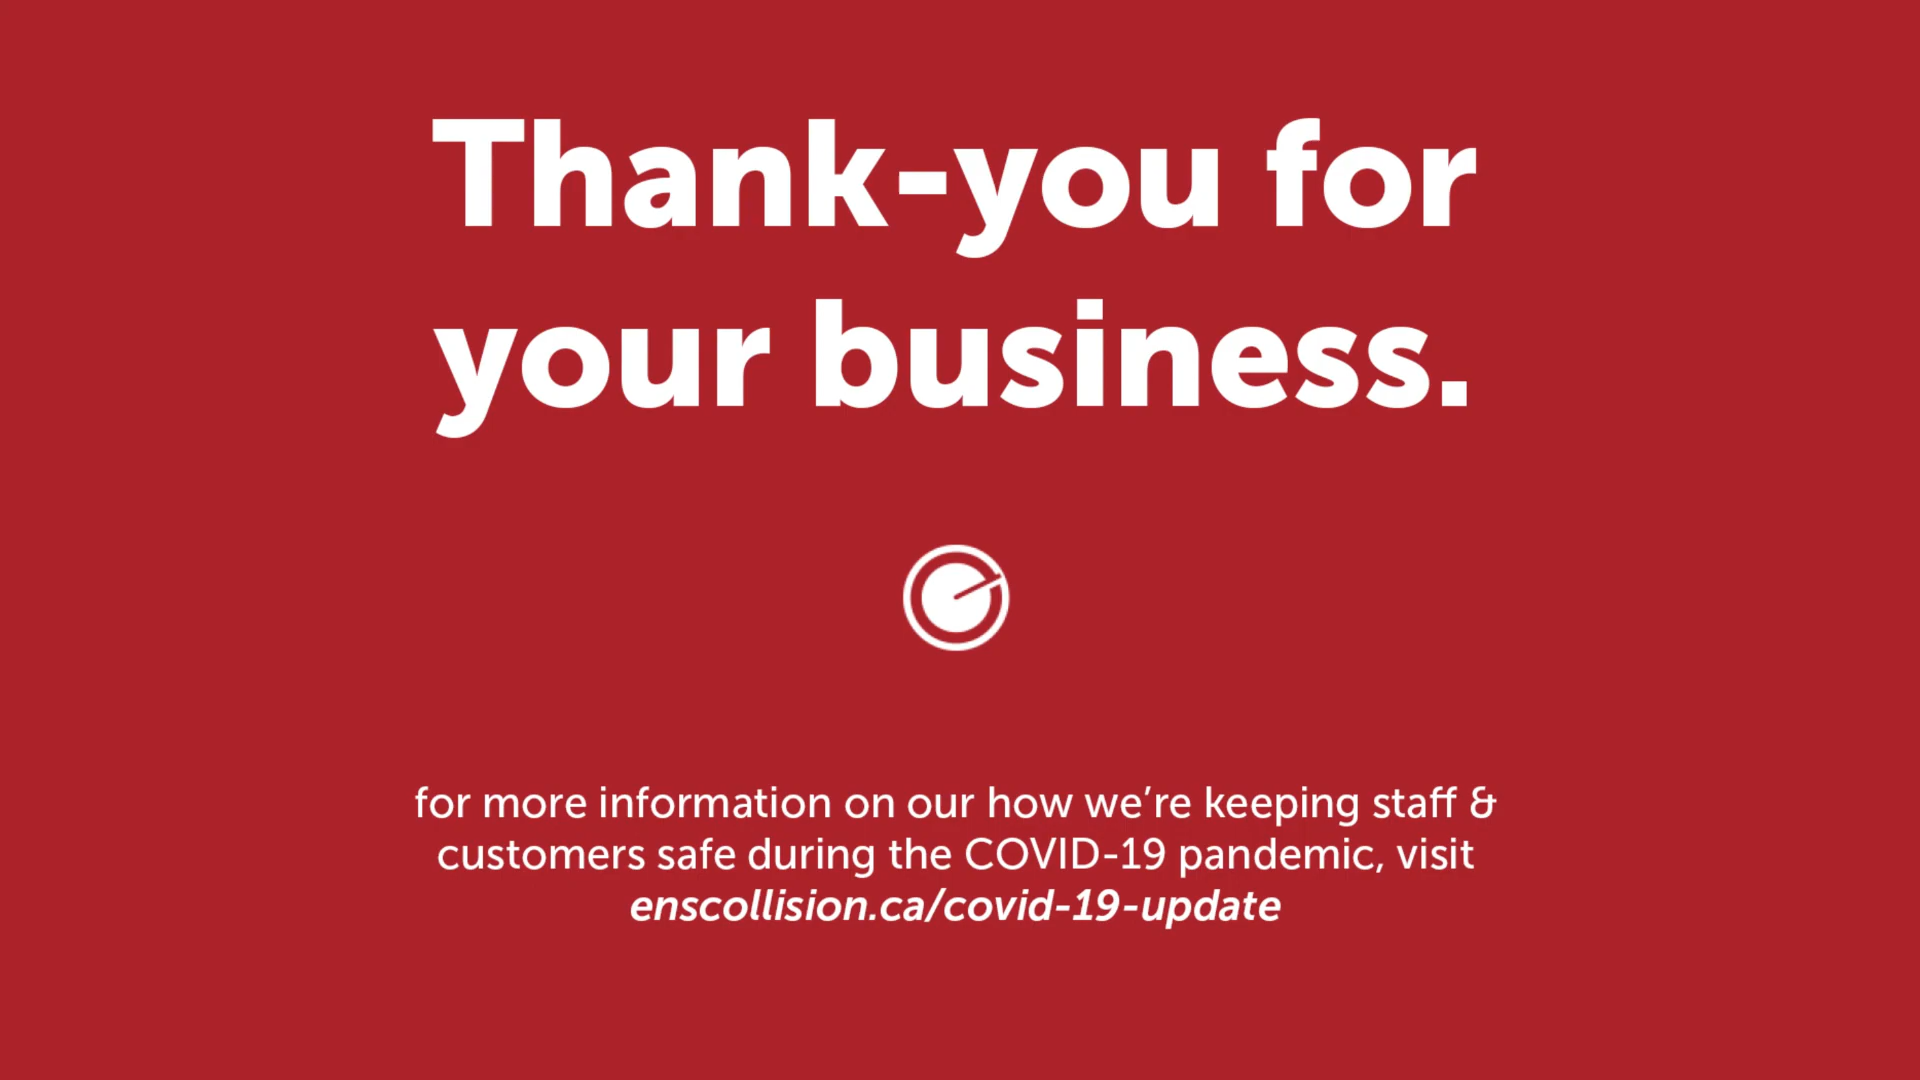 Thank-you for
your business.
for more information on our how we’re keeping staff &
customers safe during the COVID-19 pandemic, visit
enscollision.ca/covid-19-update